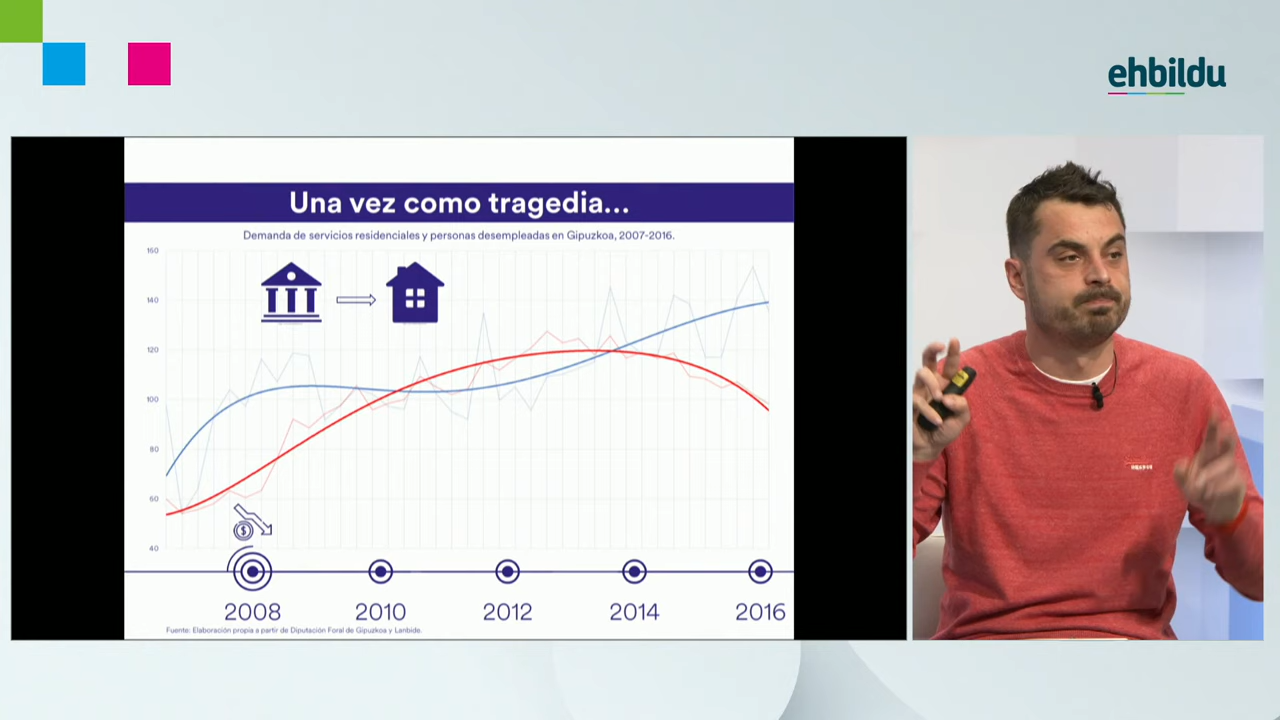 ehbildu
Una vez como tragedia...
Demanda de servicios residenciales y personas desempleadas en Gipuzkoa, 2007-2016.
160
140
120
100
80
60
40
$
2008 2010 2012 2014 2016
Fuente: Elaboración propia a partir de Diputación Foral de Gipuzkoa y Lanbide.